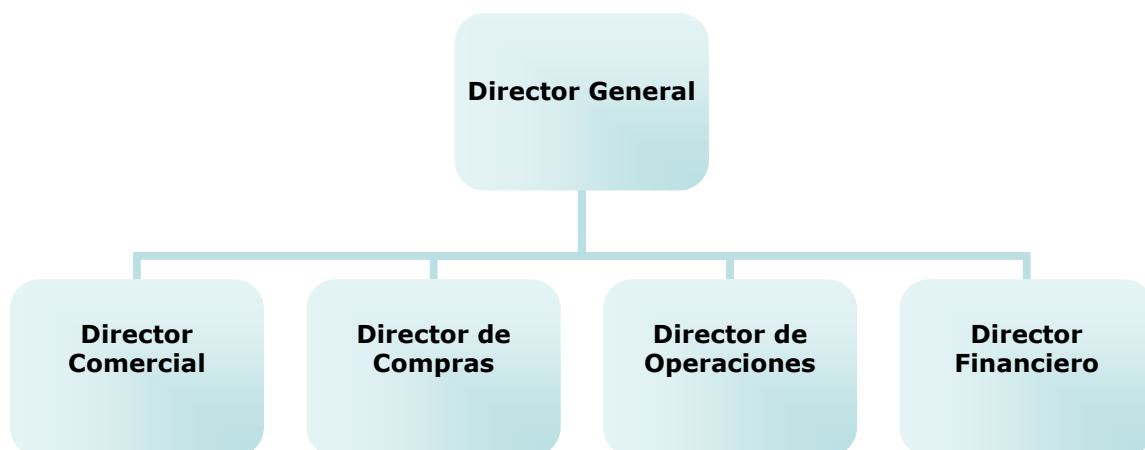 Director General
Director
Comercial
Director de
Compras
Director de
Operaciones
Director
Financiero